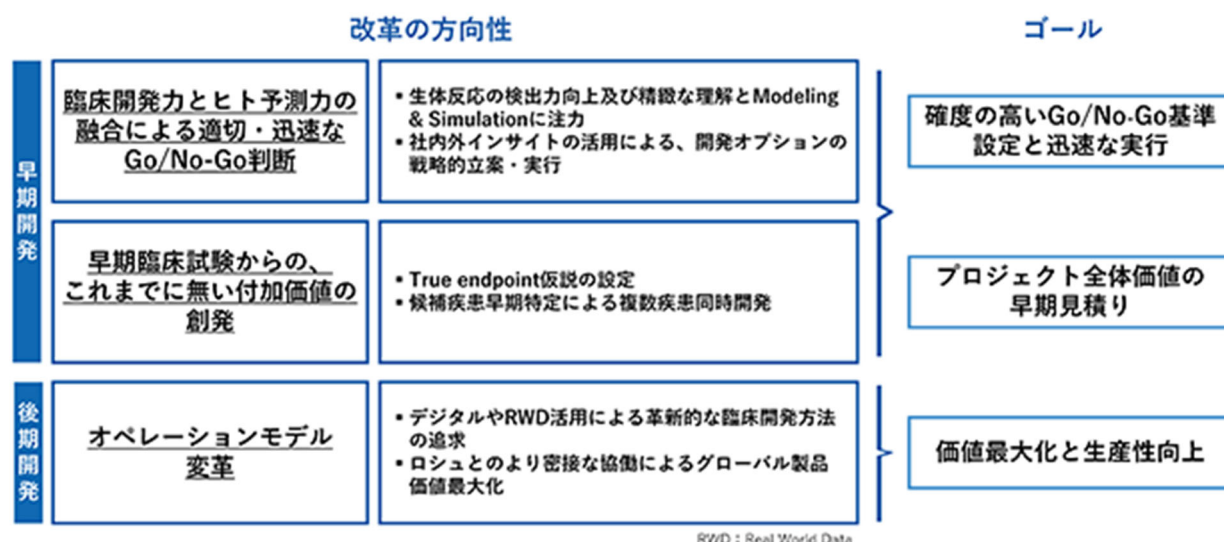 改革の方向性
ゴール
早期開発
臨床開発力とヒト予測力の
融合による適切・迅速な
Go/No-Go判断
▪ 生体反応の検出力向上及び精緻な理解とModeling
& Simulationに注力
▪ 社内外インサイトの活用による、開発オプションの
戦略的立案・実行
確度の高いGo/No-Go基準
設定と迅速な実行
早期臨床試験からの、
これまでに無い付加価値の
創発
▪ True endpoint仮説の設定
▪ 候補疾患早期特定による複数疾患同時開発
プロジェクト全体価値の
早期見積り
後期開発
オペレーションモデル
変革
▪ デジタルやRWD活用による革新的な臨床開発方法
の追求
▪ ロシュとのより密接な協働によるグローバル製品
価値最大化
価値最大化と生産性向上
RWD:Real World Data